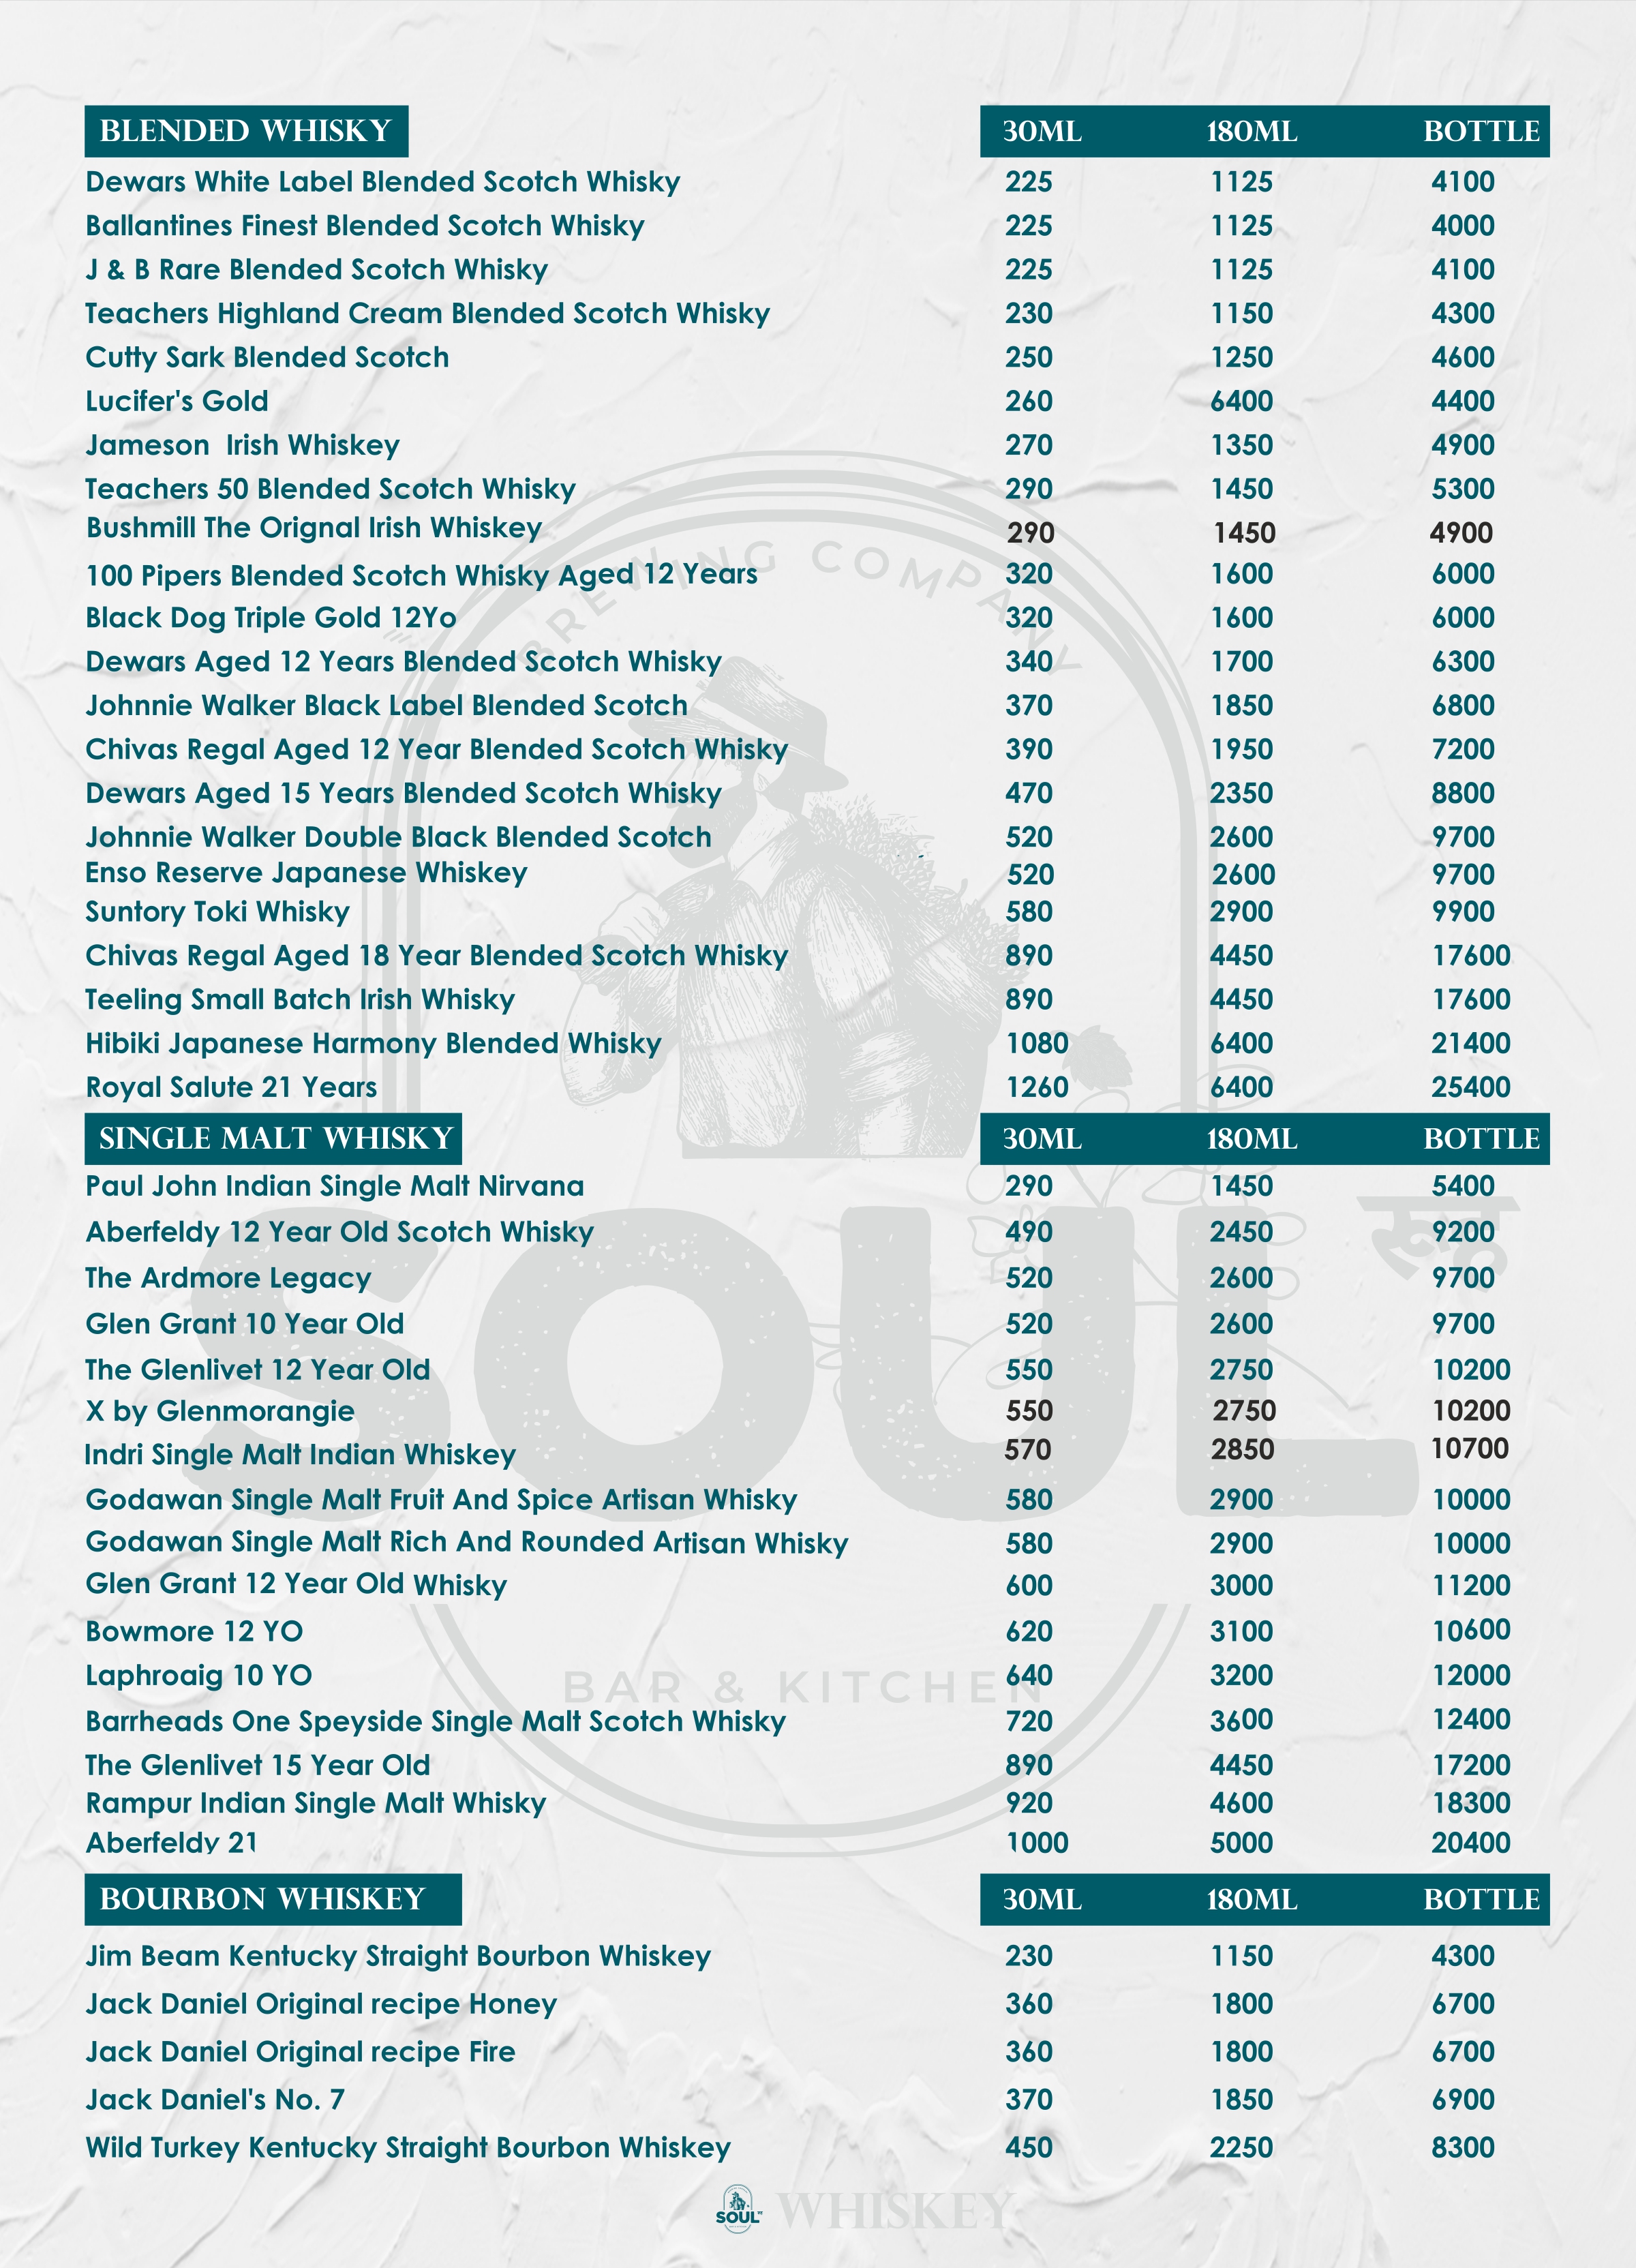 BLENDED WHISKY 30ML 180ML BOTTLE
Dewars White Label Blended Scotch Whisky 225 1125 4100
Ballantines Finest Blended Scotch Whisky 225 1125 4000
J & B Rare Blended Scotch Whisky 225 1125 4100
Teachers Highland Cream Blended Scotch Whisky 230 1150 4300
Cutty Sark Blended Scotch 250 1250 4600
Lucifer's Gold 260 6400 4400
Jameson Irish Whiskey 270 1350 4900
Teachers 50 Blended Scotch Whisky 290 1450 5300
Bushmill The Orignal Irish Whiskey 290 1450 4900
BREWING COMPANY
100 Pipers Blended Scotch Whisky Aged 12 Years 320 1600 6000
Black Dog Triple Gold 12Yo 320 1600 6000
Dewars Aged 12 Years Blended Scotch Whisky 340 1700 6300
Johnnie Walker Black Label Blended Scotch 370 1850 6800
Chivas Regal Aged 12 Year Blended Scotch Whisky 390 1950 7200
Dewars Aged 15 Years Blended Scotch Whisky 470 2350 8800
Johnnie Walker Double Black Blended Scotch 520 2600 9700
Enso Reserve Japanese Whiskey 520 2600 9700
Suntory Toki Whisky 580 2900 9900
Chivas Regal Aged 18 Year Blended Scotch Whisky 890 4450 17600
Teeling Small Batch Irish Whisky 890 4450 17600
Hibiki Japanese Harmony Blended Whisky 1080 6400 21400
Royal Salute 21 Years 1260 6400 25400
SINGLE MALT WHISKY 30ML 180ML BOTTLE
Paul John Indian Single Malt Nirvana 290 1450 5400
Aberfeldy 12 Year Old Scotch Whisky 490 2450 9200
The Ardmore Legacy 520 2600 9700
SOUL रूह
Glen Grant 10 Year Old 520 2600 9700
The Glenlivet 12 Year Old 550 2750 10200
X by Glenmorangie 550 2750 10200
Indri Single Malt Indian Whiskey 570 2850 10700
Godawan Single Malt Fruit And Spice Artisan Whisky 580 2900 10000
Godawan Single Malt Rich And Rounded Artisan Whisky 580 2900 10000
Glen Grant 12 Year Old Whisky 600 3000 11200
Bowmore 12 YO 620 3100 10600
Laphroaig 10 YO 640 3200 12000
BAR & KITCHEN
Barrheads One Speyside Single Malt Scotch Whisky 720 3600 12400
The Glenlivet 15 Year Old 890 4450 17200
Rampur Indian Single Malt Whisky 920 4600 18300
Aberfeldy 21 1000 5000 20400
BOURBON WHISKEY 30ML 180ML BOTTLE
Jim Beam Kentucky Straight Bourbon Whiskey 230 1150 4300
Jack Daniel Original recipe Honey 360 1800 6700
Jack Daniel Original recipe Fire 360 1800 6700
Jack Daniel's No. 7 370 1850 6900
Wild Turkey Kentucky Straight Bourbon Whiskey 450 2250 8300
SOUL WHISKEY